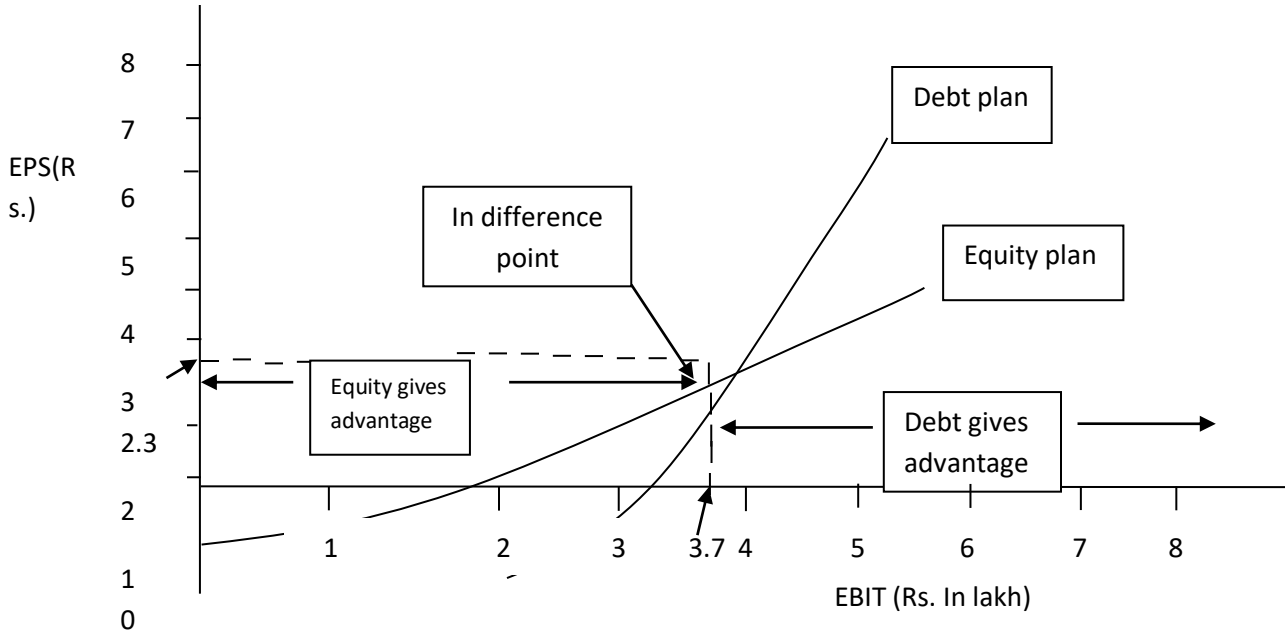 8
7
6
5
4
3
2.3
2
1
0
EPS(R
s.)
Debt plan
In difference
point
Equity plan
Equity gives
advantage
Debt gives
advantage
1 2 3 3.7 4 5 6 7 8
EBIT (Rs. In lakh)